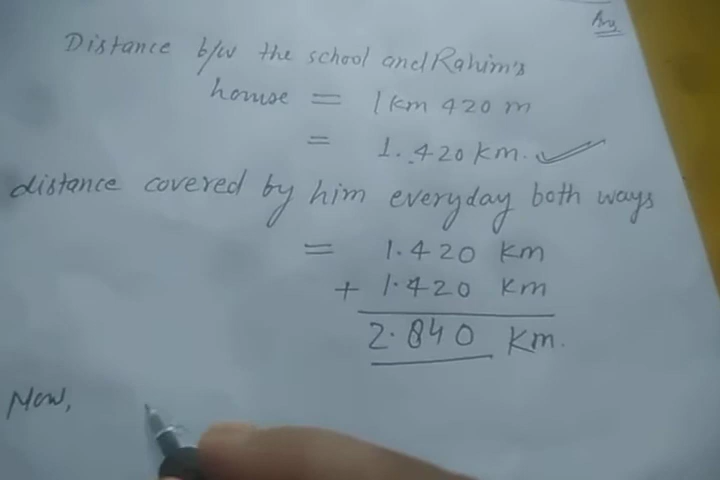 Ans
Distance b/w the school and Rahim's
house = 1 km 420 m
= 1.420 km. ✓
distance covered by him everyday both ways
= 1.420 km
+ 1.420 km
2.840 km.
Now,